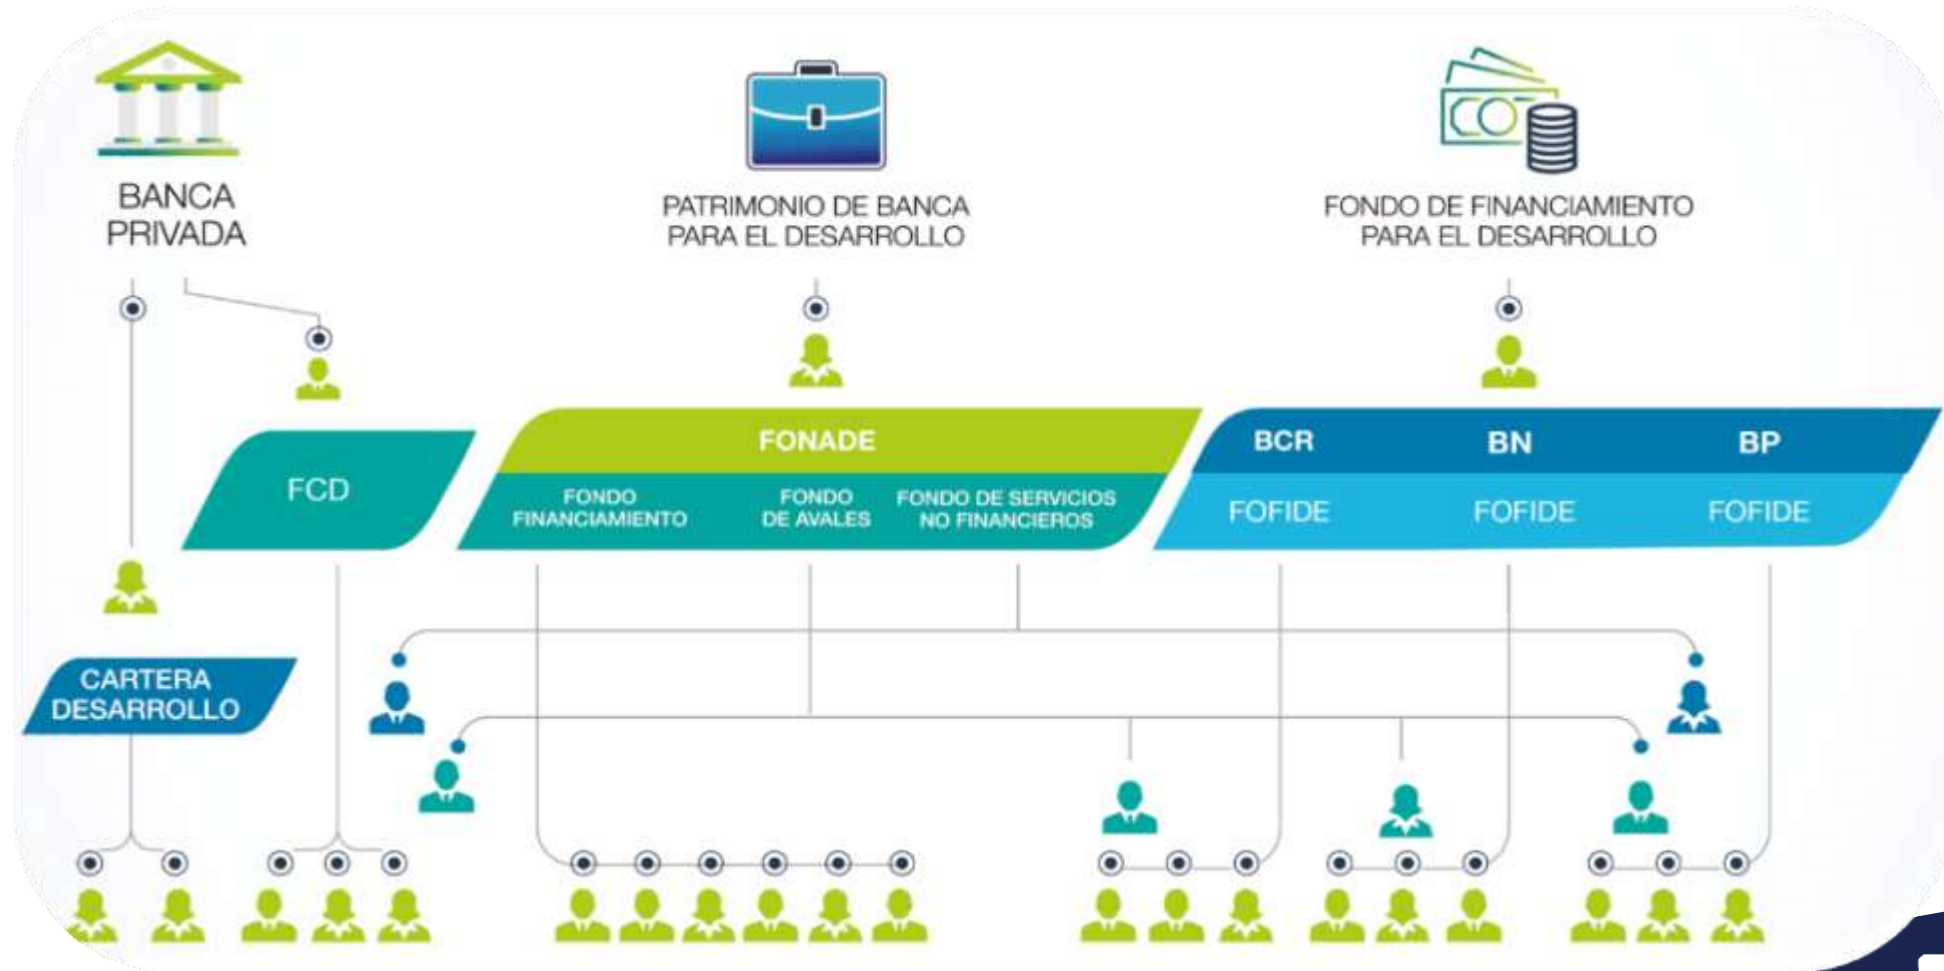 BANCA
PRIVADA
PATRIMONIO DE BANCA
PARA EL DESARROLLO
FONDO DE FINANCIAMIENTO
PARA EL DESARROLLO
FCD
FONADE
FONDO
FINANCIAMIENTO
FONDO
DE AVALES
FONDO DE SERVICIOS
NO FINANCIEROS
BCR
BN
BP
FOFIDE
FOFIDE
FOFIDE
CARTERA
DESARROLLO